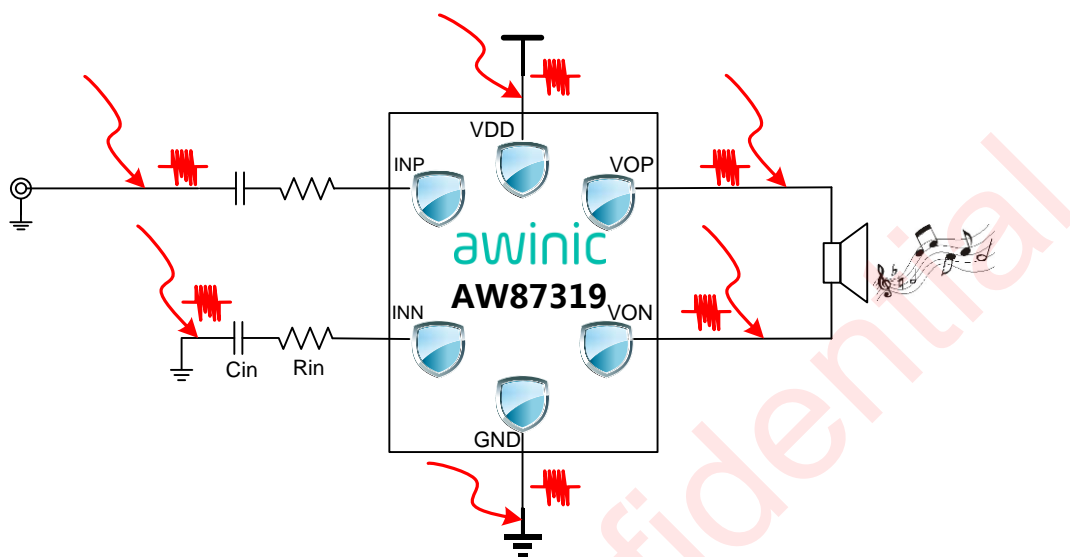 VDD
INP
VOP
awinic
AW87319
INN
VON
Cin
Rin
GND
fidential